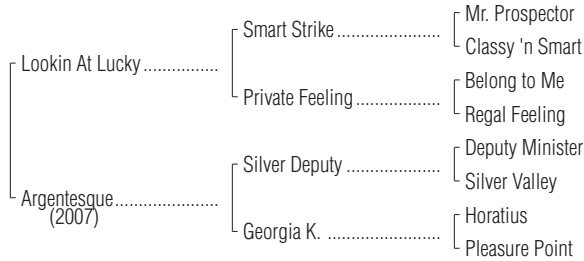 Mr. Prospector
Smart Strike ....................
Classy 'n Smart
Lookin At Lucky ................
Belong to Me
Private Feeling ...................
Regal Feeling
Deputy Minister
Silver Deputy ..................
Silver Valley
Argentesque ......................
(2007)
Horatius
Georgia K. ......................
Pleasure Point